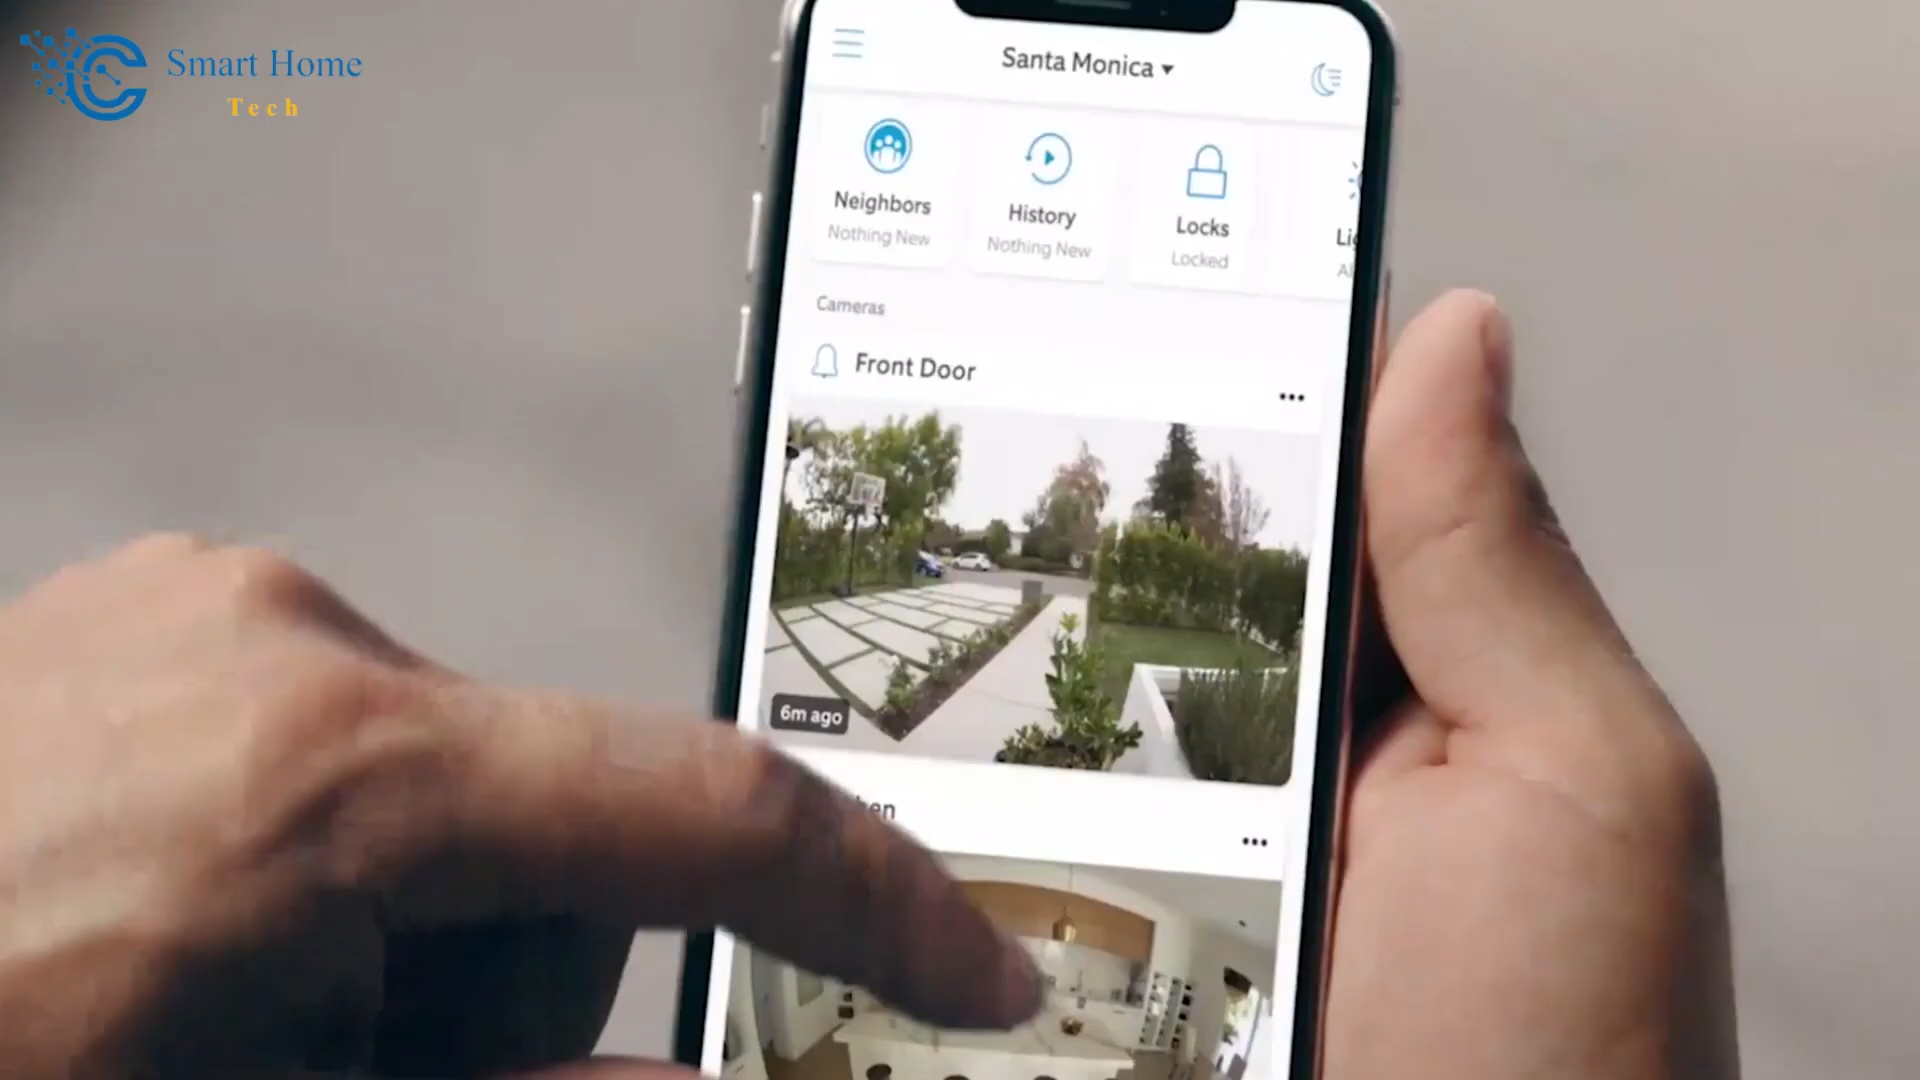 Smart Home
Tech
Santa Monica
Neighbors
Nothing New
History
Nothing New
Locks
Locked
Cameras
Front Door
6m ago